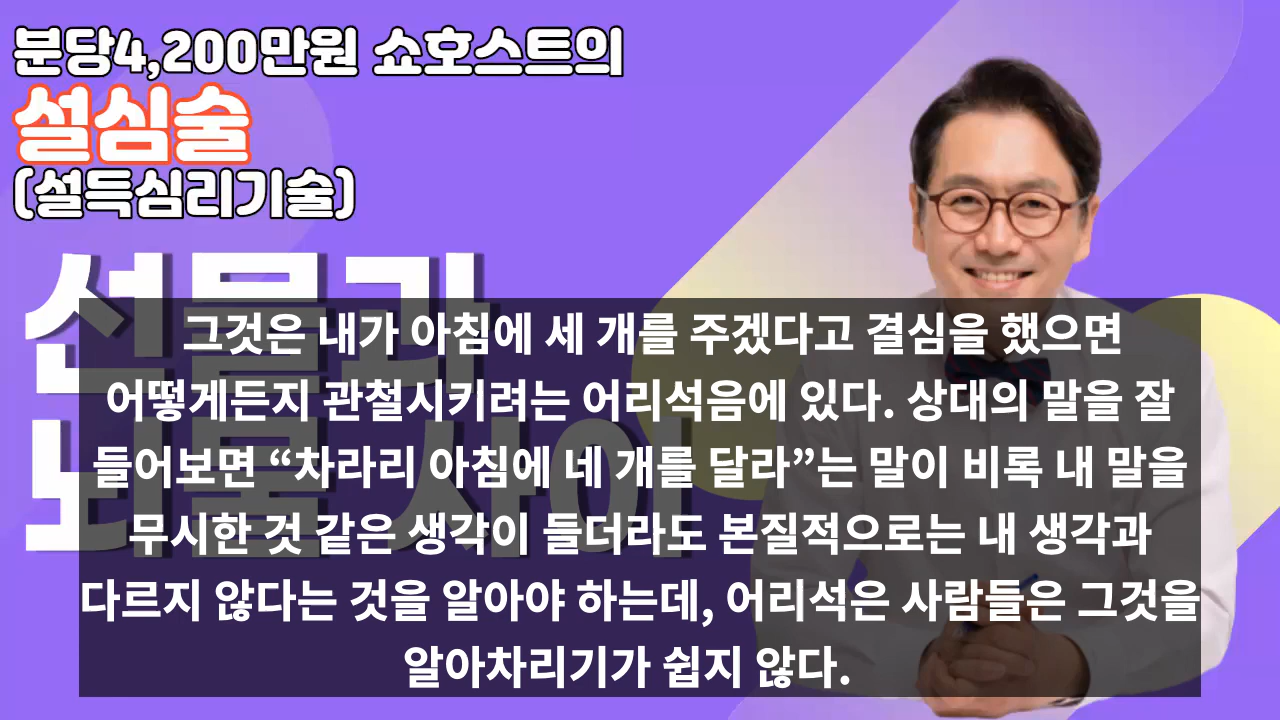 분당4,200만원 쇼호스트의
설심술
(설득심리기술)
선물과
뇌물 사이
그것은 내가 아침에 세 개를 주겠다고 결심을 했으면
어떻게든지 관철시키려는 어리석음에 있다. 상대의 말을 잘
들어보면 “차라리 아침에 네 개를 달라”는 말이 비록 내 말을
무시한 것 같은 생각이 들더라도 본질적으로는 내 생각과
다르지 않다는 것을 알아야 하는데, 어리석은 사람들은 그것을
알아차리기가 쉽지 않다.